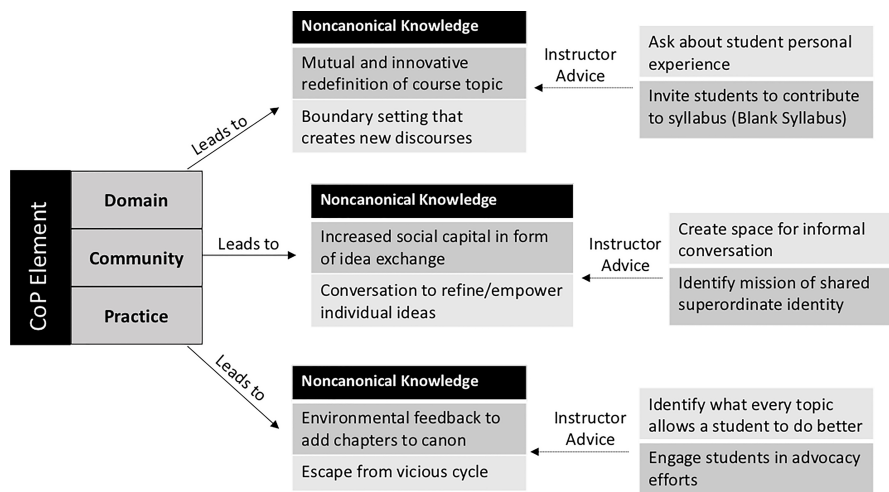 CoP Element
Domain
Community
Practice
Leads to
Noncanonical Knowledge
Mutual and innovative
redefinition of course topic
Boundary setting that
creates new discourses
Instructor
Advice
Ask about student personal
experience
Invite students to contribute
to syllabus (Blank Syllabus)
Leads to
Noncanonical Knowledge
Increased social capital in form
of idea exchange
Conversation to refine/empower
individual ideas
Instructor
Advice
Create space for informal
conversation
Identify mission of shared
superordinate identity
Leads to
Noncanonical Knowledge
Environmental feedback to
add chapters to canon
Escape from vicious cycle
Instructor
Advice
Identify what every topic
allows a student to do better
Engage students in advocacy
efforts